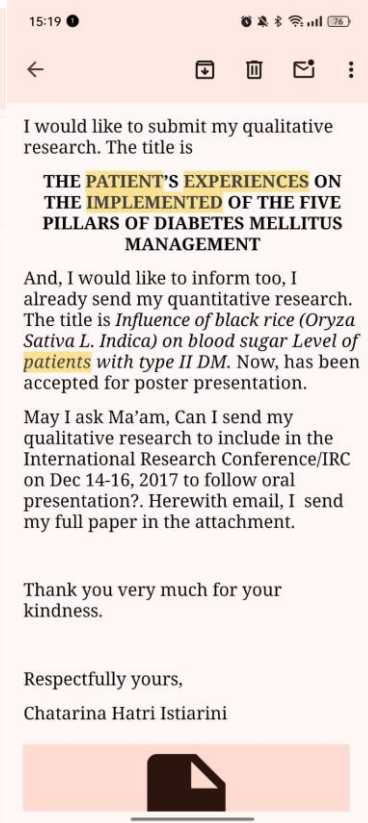 15:19
76
I would like to submit my qualitative
research. The title is
THE PATIENT'S EXPERIENCES ON
THE IMPLEMENTED OF THE FIVE
PILLARS OF DIABETES MELLITUS
MANAGEMENT
And, I would like to inform too, I
already send my quantitative research.
The title is Influence of black rice (Oryza
Sativa L. Indica) on blood sugar Level of
patients with type II DM. Now, has been
accepted for poster presentation.
May I ask Ma'am, Can I send my
qualitative research to include in the
International Research Conference/IRC
on Dec 14-16, 2017 to follow oral
presentation?. Herewith email, I send
my full paper in the attachment.
Thank you very much for your
kindness.
Respectfully yours,
Chatarina Hatri Istiarini